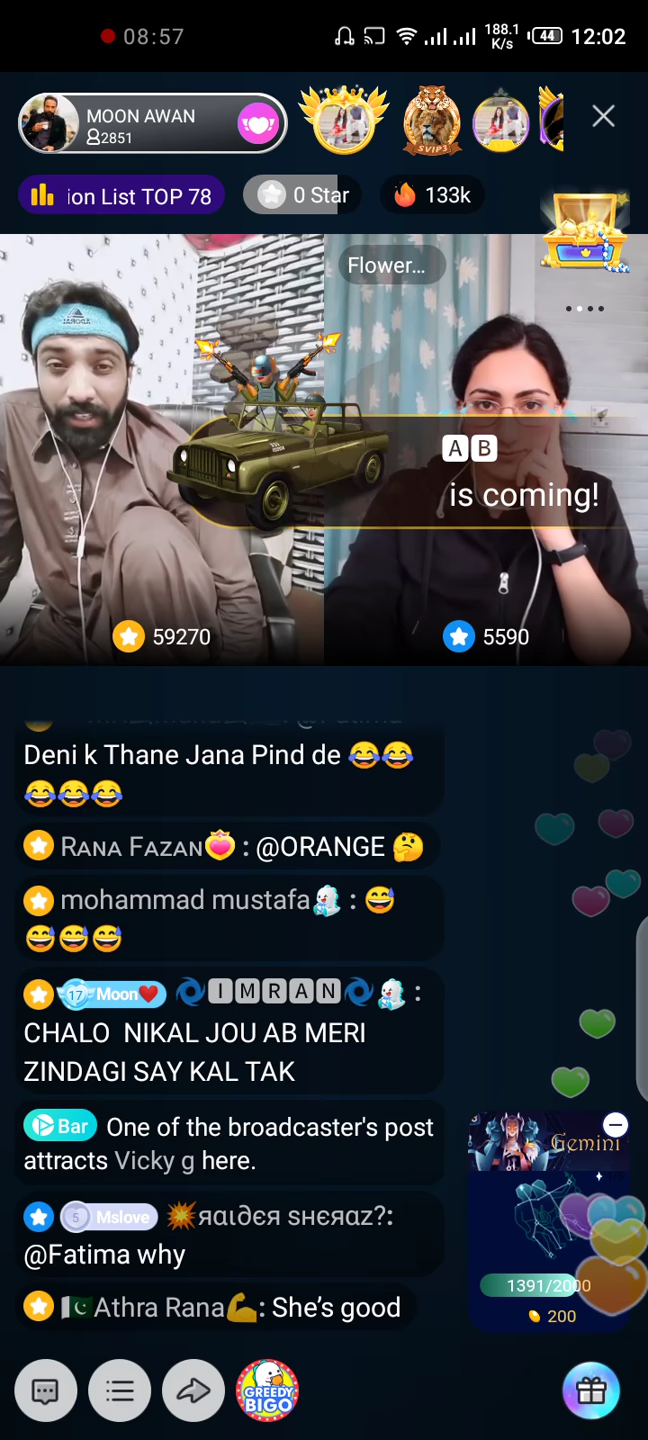 08:57
188.1 K/s
44
12:02
MOON AWAN
2851
SVIP3
ion List TOP 78
0 Star
133k
Flower...
🅰🅱
is coming!
59270
5590
Deni k Thane Jana Pind de 😂😂
😂😂😂
Rᴀɴᴀ Fᴀᴢᴀɴ : @ORANGE 🤔
mohammad mustafa : 😅
😅😅😅
17 Moon❤️ 🌀🅸🅼🆁🅰🅽🌀 :
CHALO NIKAL JOU AB MERI
ZINDAGI SAY KAL TAK
Bar One of the broadcaster's post
attracts Vicky g here.
5 Mslove 💥яαι∂єя ѕнєяαz?:
@Fatima why
🇵🇰Athra Rana💪: She's good
Gemini
1391/2000
200
GREEDY
BIGO